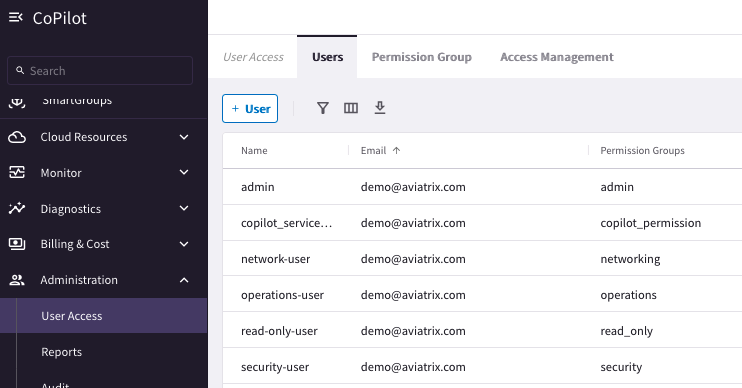 CoPilot
Search
SmartGroups
Cloud Resources
Monitor
Diagnostics
Billing & Cost
Administration
User Access
Reports
Audit
User Access Users Permission Group Access Management
+ User
Name Email Permission Groups
admin demo@aviatrix.com admin
copilot_service... demo@aviatrix.com copilot_permission
network-user demo@aviatrix.com networking
operations-user demo@aviatrix.com operations
read-only-user demo@aviatrix.com read_only
security-user demo@aviatrix.com security